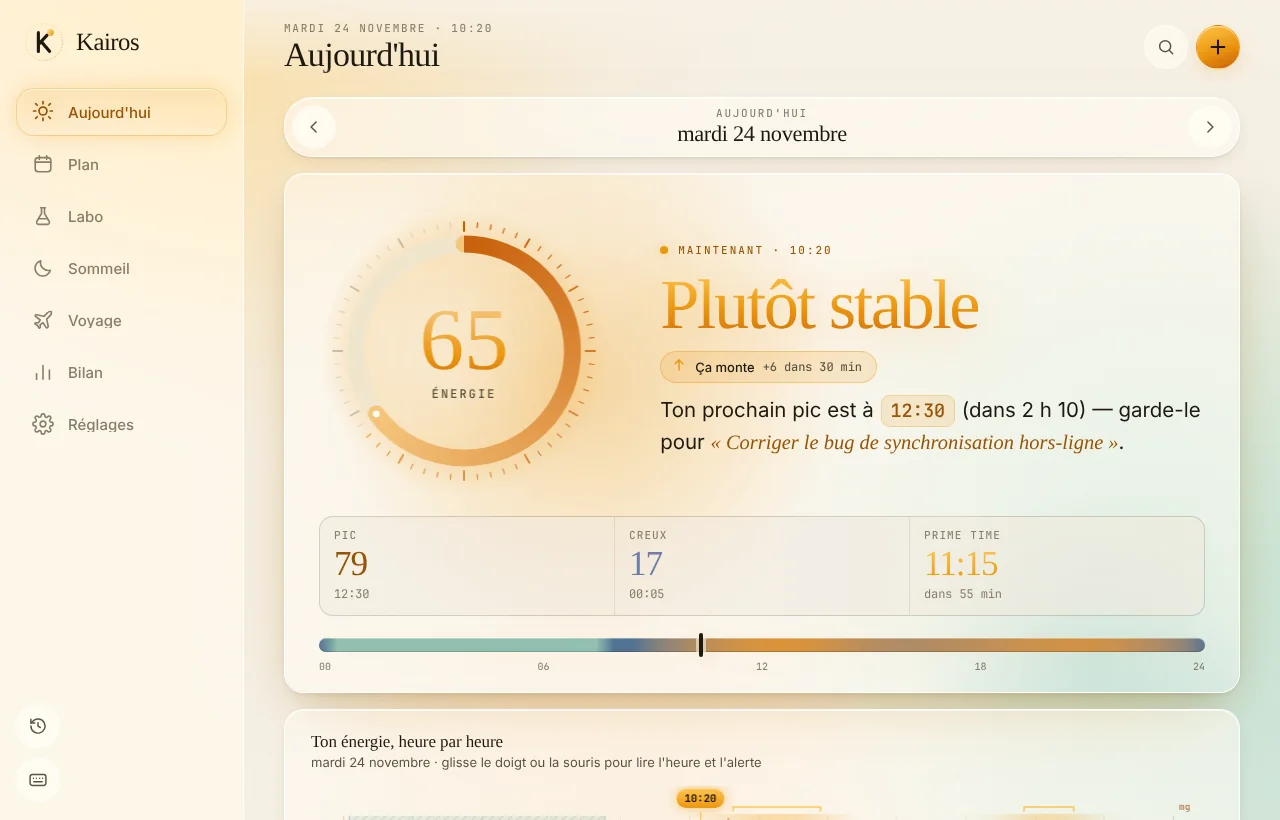 Kairos
Aujourd'hui
Plan
Labo
Sommeil
Voyage
Bilan
Réglages
MARDI 24 NOVEMBRE · 10:20
Aujourd'hui
AUJOURD'HUI
mardi 24 novembre
65
ÉNERGIE
MAINTENANT · 10:20
Plutôt stable
Ça monte +6 dans 30 min
Ton prochain pic est à 12:30 (dans 2 h 10) — garde-le
pour « Corriger le bug de synchronisation hors-ligne ».
PIC
79
12:30
CREUX
17
00:05
PRIME TIME
11:15
dans 55 min
00 06 12 18 24
Ton énergie, heure par heure
mardi 24 novembre · glisse le doigt ou la souris pour lire l'heure et l'alerte
10:20
mg